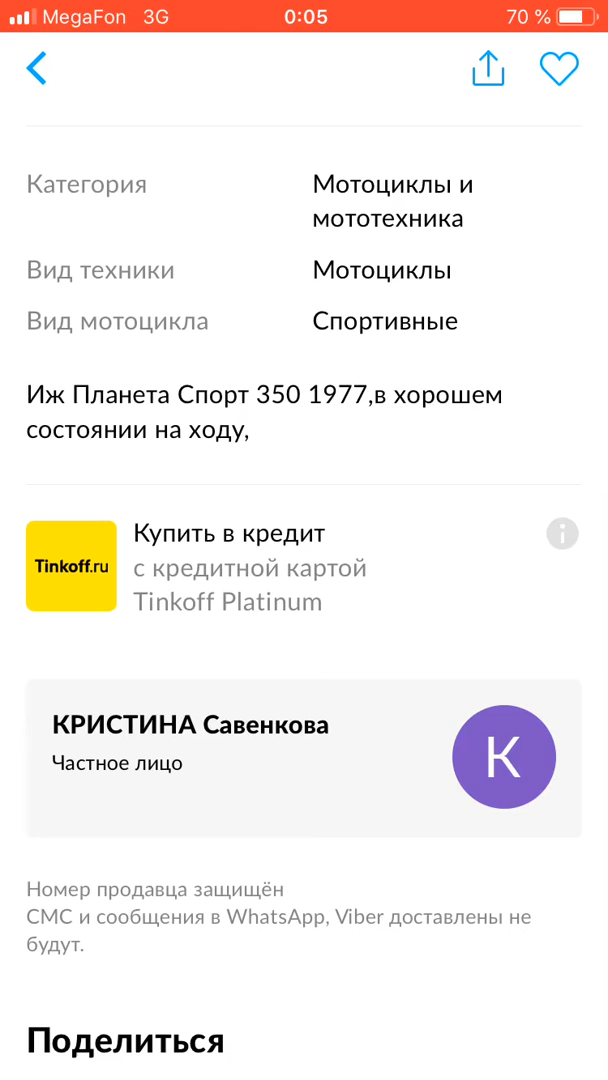 MegaFon 3G 0:05 70 %
Категория Мотоциклы и
мототехника
Вид техники Мотоциклы
Вид мотоцикла Спортивные
Иж Планета Спорт 350 1977,в хорошем
состоянии на ходу,
Tinkoff.ru
Купить в кредит
с кредитной картой
Tinkoff Platinum
КРИСТИНА Савенкова
Частное лицо
К
Номер продавца защищён
СМС и сообщения в WhatsApp, Viber доставлены не
будут.
Поделиться